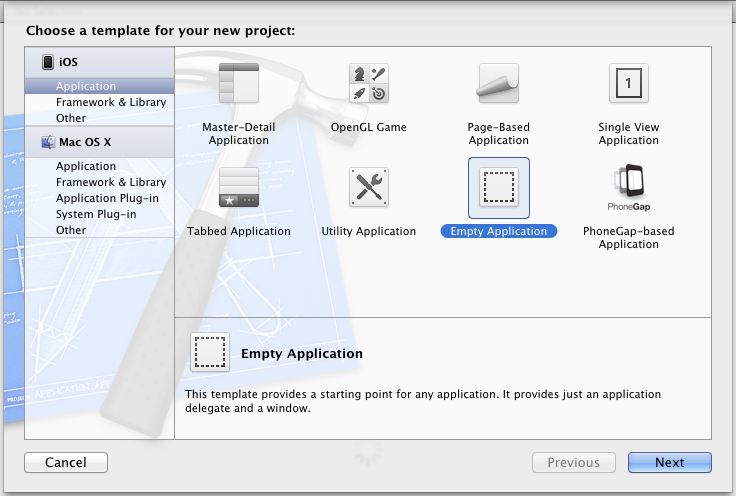 Choose a template for your new project:
iOS
Application
Framework & Library
Other
Mac OS X
Application
Framework & Library
Application Plug-in
System Plug-in
Other
Master-Detail
Application
OpenGL Game
Page-Based
Application
1
Single View
Application
Tabbed Application
Utility Application
Empty Application
PhoneGap
PhoneGap-based
Application
Empty Application
This template provides a starting point for any application. It provides just an application
delegate and a window.
Cancel
Previous
Next